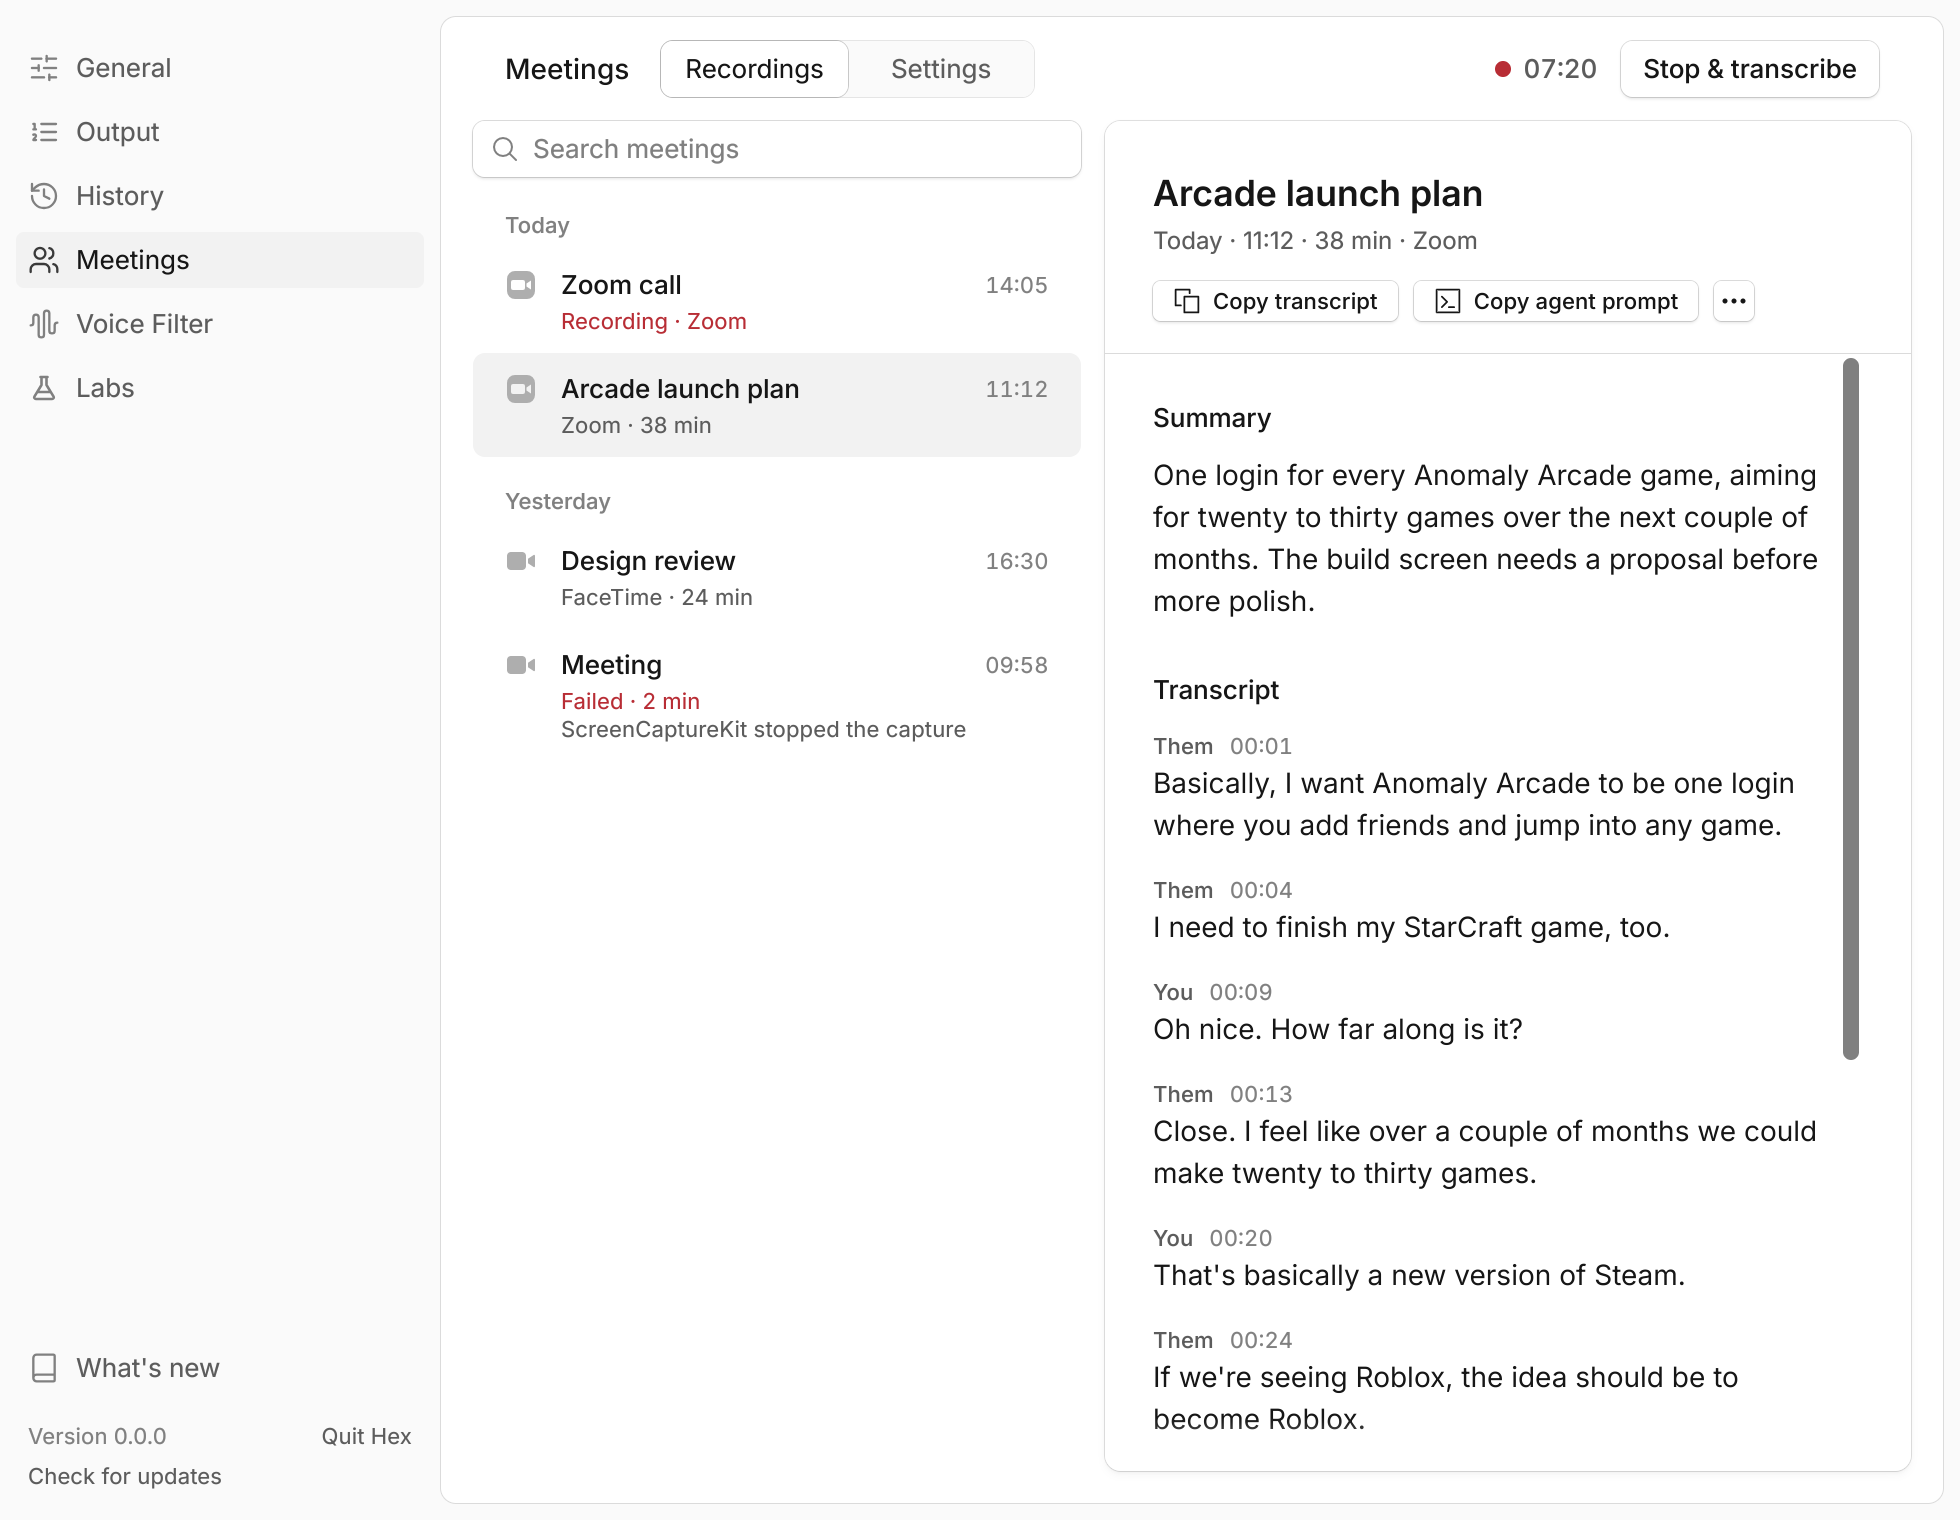 General
Output
History
Meetings
Voice Filter
Labs
What's new
Version 0.0.0
Quit Hex
Check for updates
Meetings
Recordings
Settings
07:20
Stop & transcribe
Search meetings
Today
Zoom call
14:05
Recording · Zoom
Arcade launch plan
11:12
Zoom · 38 min
Yesterday
Design review
16:30
FaceTime · 24 min
Meeting
09:58
Failed · 2 min
ScreenCaptureKit stopped the capture
Arcade launch plan
Today · 11:12 · 38 min · Zoom
Copy transcript
Copy agent prompt
Summary
One login for every Anomaly Arcade game, aiming
for twenty to thirty games over the next couple of
months. The build screen needs a proposal before
more polish.
Transcript
Them 00:01
Basically, I want Anomaly Arcade to be one login
where you add friends and jump into any game.
Them 00:04
I need to finish my StarCraft game, too.
You 00:09
Oh nice. How far along is it?
Them 00:13
Close. I feel like over a couple of months we could
make twenty to thirty games.
You 00:20
That's basically a new version of Steam.
Them 00:24
If we're seeing Roblox, the idea should be to
become Roblox.